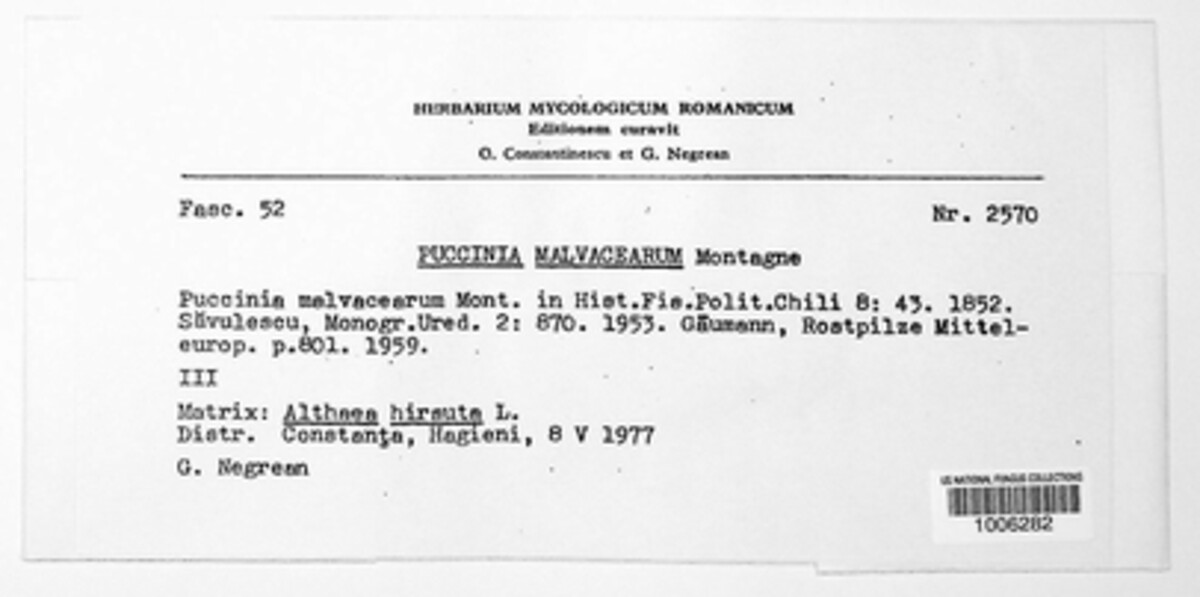 HERBARIUM MYCOLOGICUM ROMANICUM
Editionem curavit
O. Constantinescu et G. Negrean
Fasc. 52
Nr. 2570
PUCCINIA MALVACEARUM Montagne
Puccinia malvacearum Mont. in Hist.Fis.Polit.Chili 8: 43. 1852.
Săvulescu, Monogr.Ured. 2: 870. 1953. Gäumann, Rostpilze Mittel-
europ. p.801. 1959.
III
Matrix: Althaea hirsuta L.
Distr. Constanţa, Hagieni, 8 V 1977
G. Negrean
US NATIONAL FUNGUS COLLECTIONS
1006282